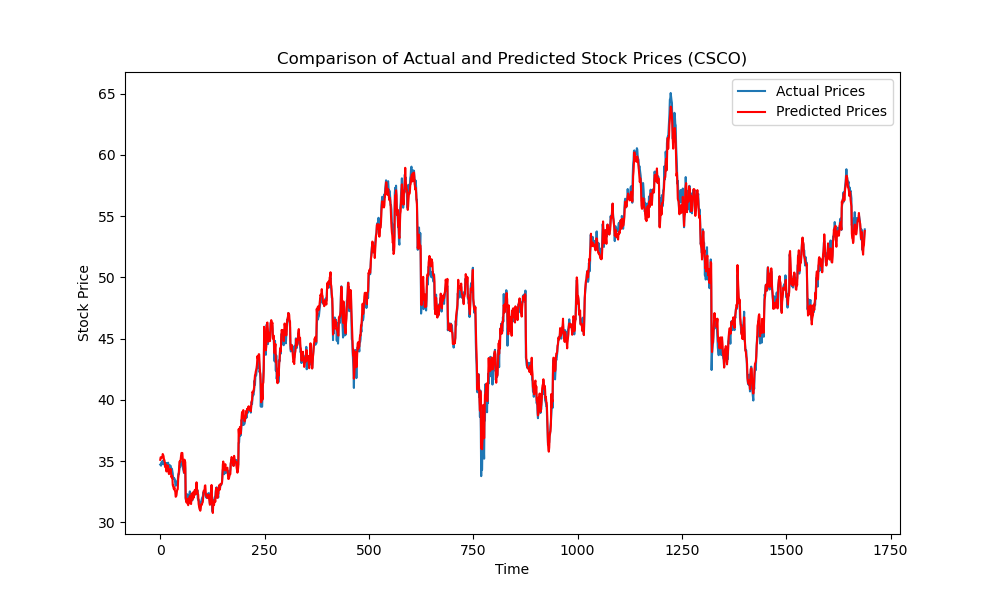 Comparison of Actual and Predicted Stock Prices (CSCO)
Actual Prices
Predicted Prices
65
60
55
50
45
40
35
30
Stock Price
0 250 500 750 1000 1250 1500 1750
Time